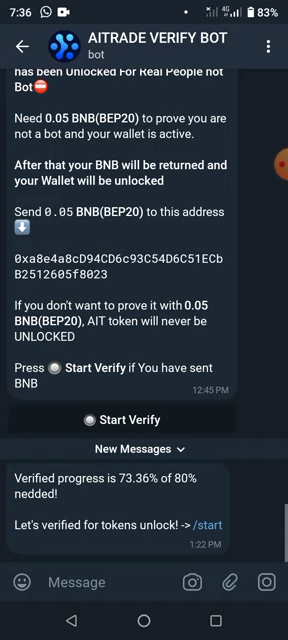 7:36
4G
83%
AITRADE VERIFY BOT
bot
has been Unlocked For Real People not
Bot⛔
Need 0.05 BNB(BEP20) to prove you are
not a bot and your wallet is active.
After that your BNB will be returned and
your Wallet will be unlocked
Send 0.05 BNB(BEP20) to this address
⬇️
0xa8e4a8cD94CD6c93C54D6C51ECb
B2512605f8023
If you don't want to prove it with 0.05
BNB(BEP20), AIT token will never be
UNLOCKED
Press 🔘 Start Verify if You have sent
BNB
12:45 PM
🔘 Start Verify
New Messages
Verified progress is 73.36% of 80%
nedded!
Let's verified for tokens unlock! -> /start
1:22 PM
Message